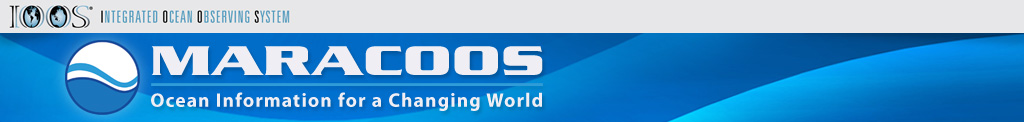 IOOS® INTEGRATED OCEAN OBSERVING SYSTEM
MARACOOS
Ocean Information for a Changing World